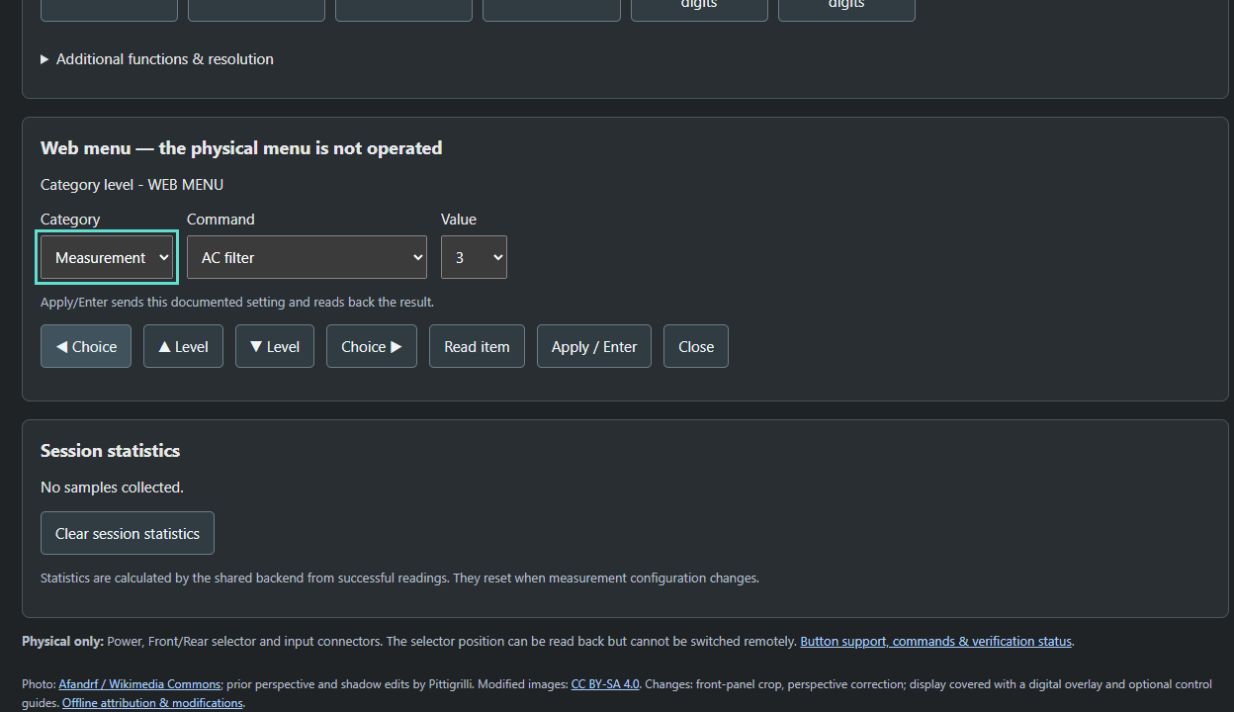 digits
digits
▶ Additional functions & resolution
Web menu — the physical menu is not operated
Category level - WEB MENU
Category Command Value
Measurement AC filter 3
Apply/Enter sends this documented setting and reads back the result.
◀ Choice ▲ Level ▼ Level Choice ▶ Read item Apply / Enter Close
Session statistics
No samples collected.
Clear session statistics
Statistics are calculated by the shared backend from successful readings. They reset when measurement configuration changes.
Physical only: Power, Front/Rear selector and input connectors. The selector position can be read back but cannot be switched remotely. Button support, commands & verification status.
Photo: Afandrf / Wikimedia Commons; prior perspective and shadow edits by Pittigrilli. Modified images: CC BY-SA 4.0. Changes: front-panel crop, perspective correction; display covered with a digital overlay and optional control
guides. Offline attribution & modifications.